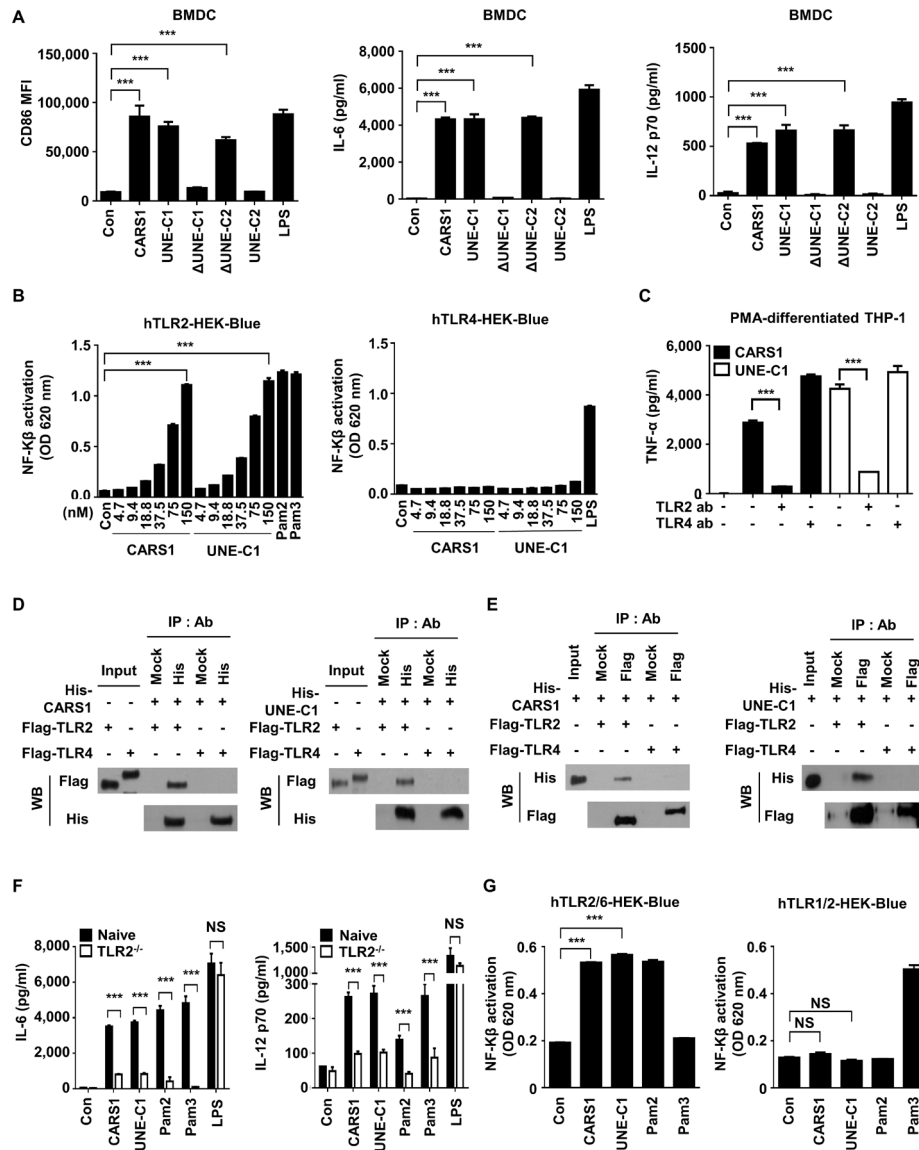 A
BMDC
CD86 MFI
150,000
100,000
50,000
0
***
***
***
Con
CARS1
UNE-C1
ΔUNE-C1
ΔUNE-C2
UNE-C2
LPS
BMDC
IL-6 (pg/ml)
8,000
6,000
4,000
2,000
0
***
***
***
Con
CARS1
UNE-C1
ΔUNE-C1
ΔUNE-C2
UNE-C2
LPS
BMDC
IL-12 p70 (pg/ml)
1500
1000
500
0
***
***
***
Con
CARS1
UNE-C1
ΔUNE-C1
ΔUNE-C2
UNE-C2
LPS
B
hTLR2-HEK-Blue
NF-Kβ activation
(OD 620 nm)
1.5
1.0
0.5
0.0
***
***
(nM)
Con
4.7
9.4
18.8
37.5
75
150
4.7
9.4
18.8
37.5
75
150
Pam2
Pam3
CARS1
UNE-C1
hTLR4-HEK-Blue
NF-Kβ activation
(OD 620 nm)
1.5
1.0
0.5
0.0
Con
4.7
9.4
18.8
37.5
75
150
4.7
9.4
18.8
37.5
75
150
LPS
CARS1
UNE-C1
C
PMA-differentiated THP-1
CARS1
UNE-C1
TNF-α (pg/ml)
6,000
4,000
2,000
0
***
***
TLR2 ab - - + - - + -
TLR4 ab - - - + - - +
D
IP : Ab
Input
Mock
His
Mock
His
His-
CARS1 - - + + + +
Flag-TLR2 + - + + - -
Flag-TLR4 - + - - + +
WB
Flag
His
IP : Ab
Input
Mock
His
Mock
His
His-
UNE-C1 - - + + + +
Flag-TLR2 + - + + - -
Flag-TLR4 - + - - + +
WB
Flag
His
E
IP : Ab
Input
Mock
Flag
Mock
Flag
His-
CARS1 + + + + +
Flag-TLR2 - + + - -
Flag-TLR4 - - - + +
WB
His
Flag
IP : Ab
Input
Mock
Flag
Mock
Flag
His-
UNE-C1 + + + + +
Flag-TLR2 - + + - -
Flag-TLR4 - - - + +
WB
His
Flag
F
Naive
TLR2-/-
IL-6 (pg/ml)
8,000
6,000
4,000
2,000
0
***
***
***
***
NS
Con
CARS1
UNE-C1
Pam2
Pam3
LPS
Naive
TLR2-/-
IL-12 p70 (pg/ml)
1,500
1,000
300
200
100
0
***
***
***
***
NS
Con
CARS1
UNE-C1
Pam2
Pam3
LPS
G
hTLR2/6-HEK-Blue
NF-Kβ activation
(OD 620 nm)
0.6
0.4
0.2
0.0
***
***
Con
CARS1
UNE-C1
Pam2
Pam3
hTLR1/2-HEK-Blue
NF-Kβ activation
(OD 620 nm)
0.6
0.4
0.2
0.0
NS
NS
Con
CARS1
UNE-C1
Pam2
Pam3